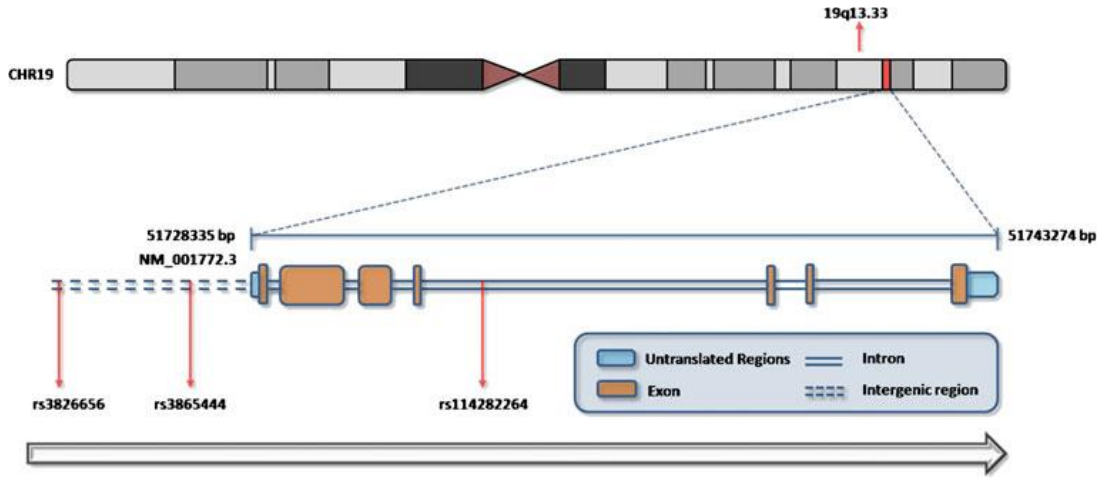 19q13.33
CHR19
51728335 bp
51743274 bp
NM_001772.3
Untranslated Regions
Intron
Exon
Intergenic region
rs3826656
rs3865444
rs114282264